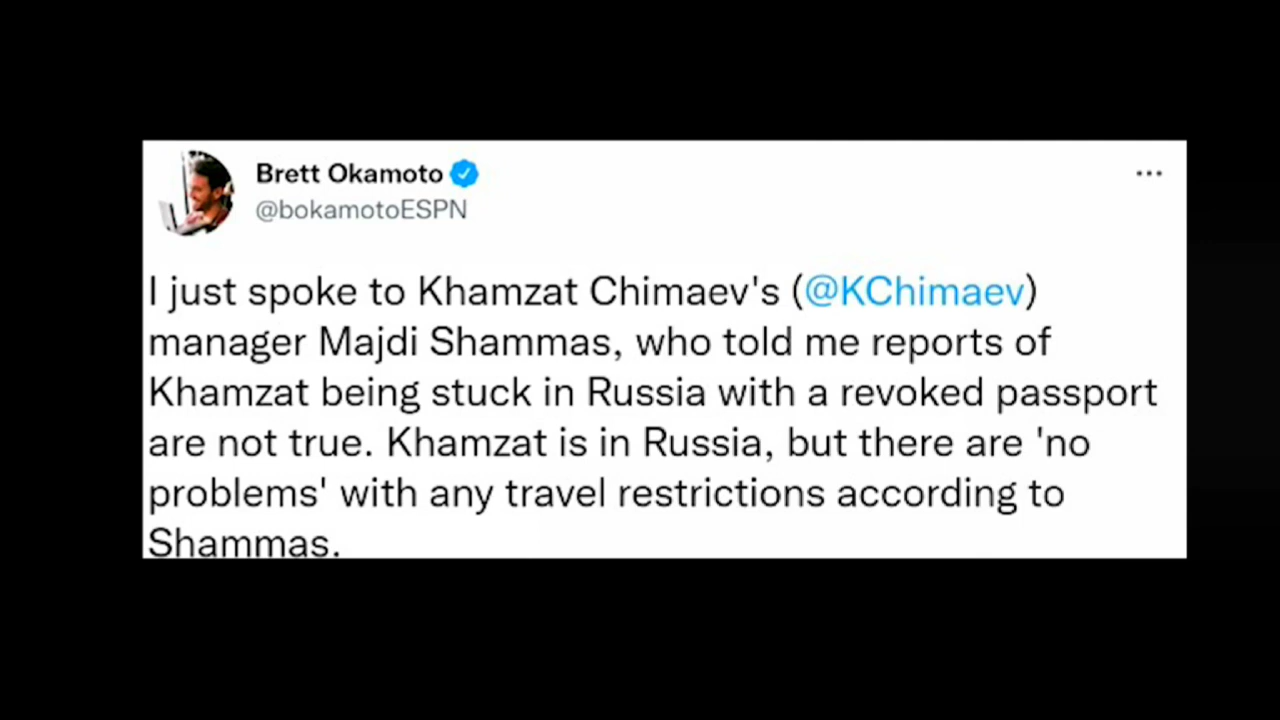 Brett Okamoto
@bokamotoESPN
I just spoke to Khamzat Chimaev's (@KChimaev)
manager Majdi Shammas, who told me reports of
Khamzat being stuck in Russia with a revoked passport
are not true. Khamzat is in Russia, but there are 'no
problems' with any travel restrictions according to
Shammas.